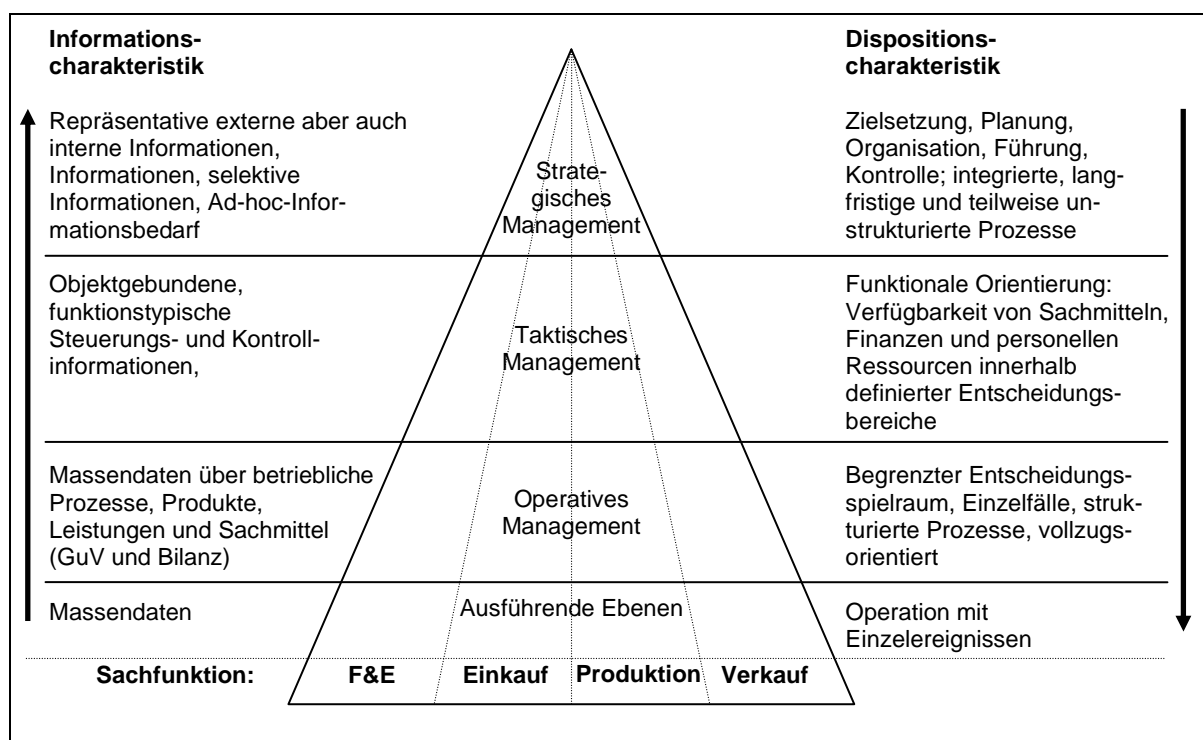 Informations-
charakteristik
Dispositions-
charakteristik
Repräsentative externe aber auch
interne Informationen,
Informationen, selektive
Informationen, Ad-hoc-Infor-
mationsbedarf
Strate-
gisches
Management
Zielsetzung, Planung,
Organisation, Führung,
Kontrolle; integrierte, lang-
fristige und teilweise un-
strukturierte Prozesse
Objektgebundene,
funktionstypische
Steuerungs- und Kontroll-
informationen,
Taktisches
Management
Funktionale Orientierung:
Verfügbarkeit von Sachmitteln,
Finanzen und personellen
Ressourcen innerhalb
definierter Entscheidungs-
bereiche
Massendaten über betriebliche
Prozesse, Produkte,
Leistungen und Sachmittel
(GuV und Bilanz)
Operatives
Management
Begrenzter Entscheidungs-
spielraum, Einzelfälle, struk-
turierte Prozesse, vollzugs-
orientiert
Massendaten
Ausführende Ebenen
Operation mit
Einzelereignissen
Sachfunktion: F&E Einkauf Produktion Verkauf